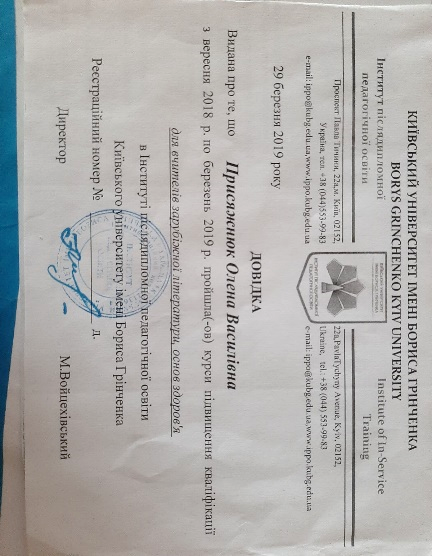 КИЇВСЬКИЙ УНІВЕРСИТЕТ ІМЕНІ БОРИСА ГРІНЧЕНКА
BORYS GRINCHENKO KYIV UNIVERSITY
Інститут післядипломної
педагогічної освіти
Institute of In-Service
Training
Проспект Павла Тичини, 22а,м. Київ, 02152,
Україна, тел. +38 (044)553-99-83
e-mail: ippo@kubg.edu.ua,www.ippo.kubg.edu.ua
22a,PavlaTychyny Avenue, Kyiv, 02152,
Ukraine, tel.: +38 (044) 553-99-83
e-mail: ippo@kubg.edu.ua,www.ippo.kubg.edu.ua
29 березня 2019 року
ДОВІДКА
Видана про те, що Присяжнюк Олена Василівна
з вересня 2018 р. по березень 2019 р. пройшла(-ов) курси підвищення кваліфікації
для вчителів зарубіжної літератури, основ здоров'я
в Інституті післядипломної педагогічної освіти
Київського університету імені Бориса Грінченка
Реєстраційний номер № д.
Директор М.Войцехівський